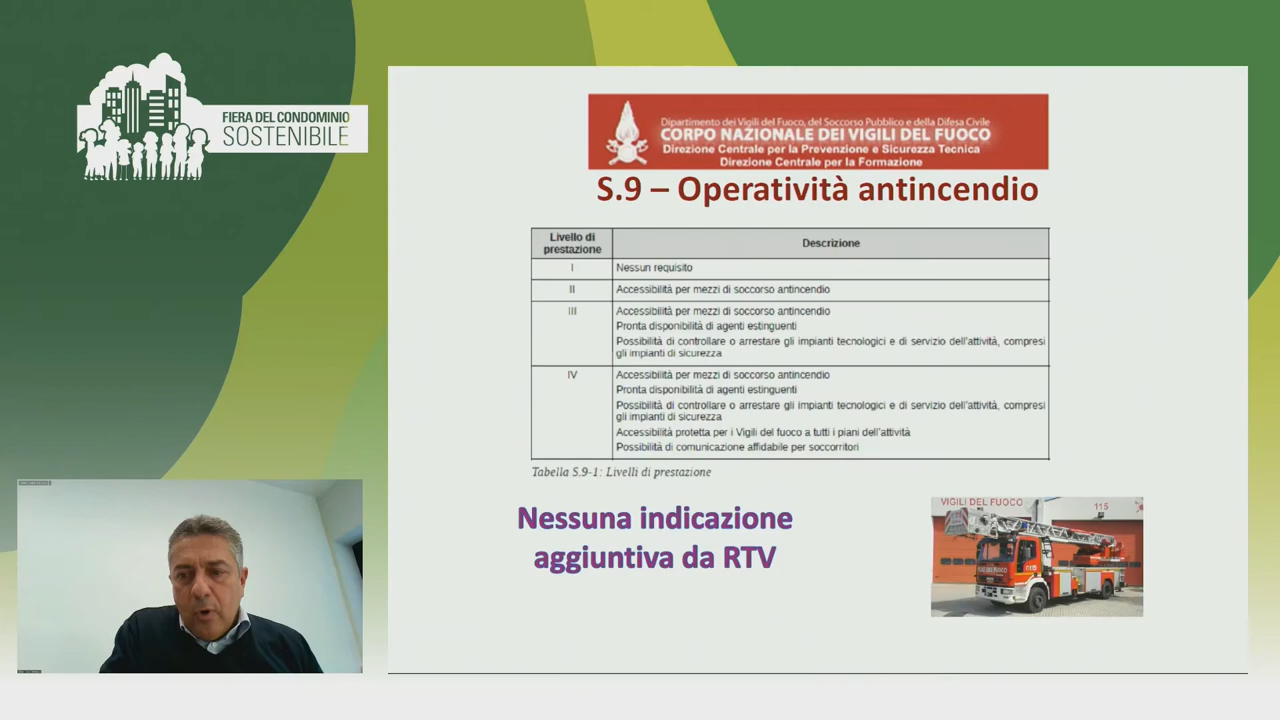 FIERA DEL CONDOMINIO
SOSTENIBILE
Dipartimento dei Vigili del Fuoco, del Soccorso Pubblico e della Difesa Civile
CORPO NAZIONALE DEI VIGILI DEL FUOCO
Direzione Centrale per la Prevenzione e Sicurezza Tecnica
Direzione Centrale per la Formazione
S.9 – Operatività antincendio
Livello di
prestazione
Descrizione
I
Nessun requisito
II
Accessibilità per mezzi di soccorso antincendio
III
Accessibilità per mezzi di soccorso antincendio
Pronta disponibilità di agenti estinguenti
Possibilità di controllare o arrestare gli impianti tecnologici e di servizio dell'attività, compresi
gli impianti di sicurezza
IV
Accessibilità per mezzi di soccorso antincendio
Pronta disponibilità di agenti estinguenti
Possibilità di controllare o arrestare gli impianti tecnologici e di servizio dell'attività, compresi
gli impianti di sicurezza
Accessibilità protetta per i Vigili del fuoco a tutti i piani dell'attività
Possibilità di comunicazione affidabile per soccorritori
Tabella S.9-1: Livelli di prestazione
Nessuna indicazione
aggiuntiva da RTV
VIGILI DEL FUOCO
115